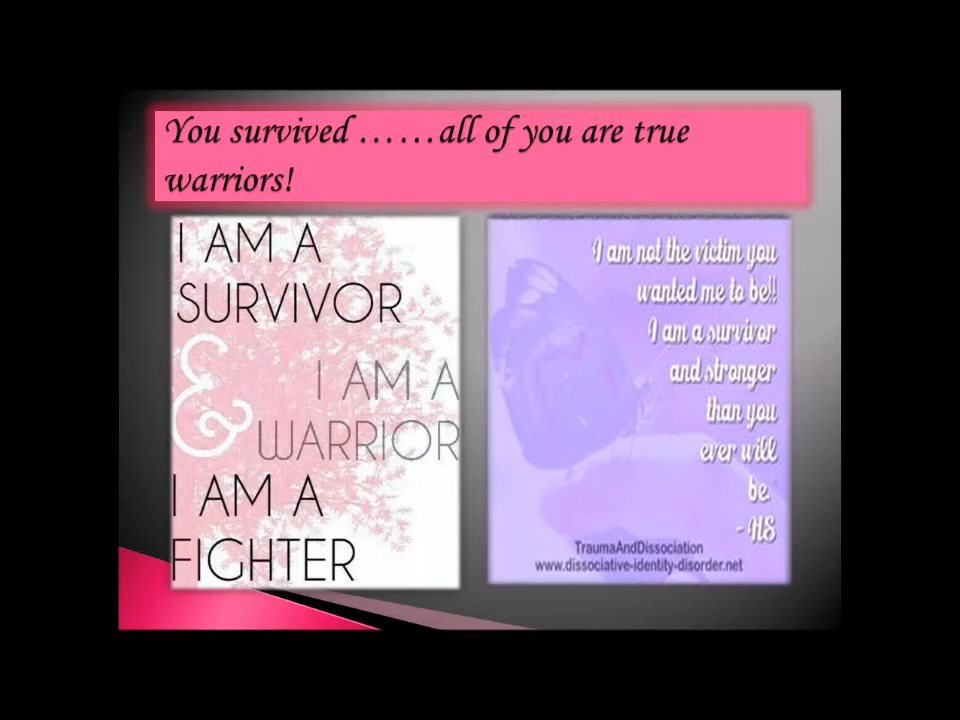 You survived ……all of you are true
warriors!
I AM A
SURVIVOR
&
I AM A
WARRIOR
I AM A
FIGHTER
I am not the victim you
wanted me to be!!
I am a survivor
and stronger
than you
ever will
be.
- HS
TraumaAndDissociation
www.dissociative-identity-disorder.net